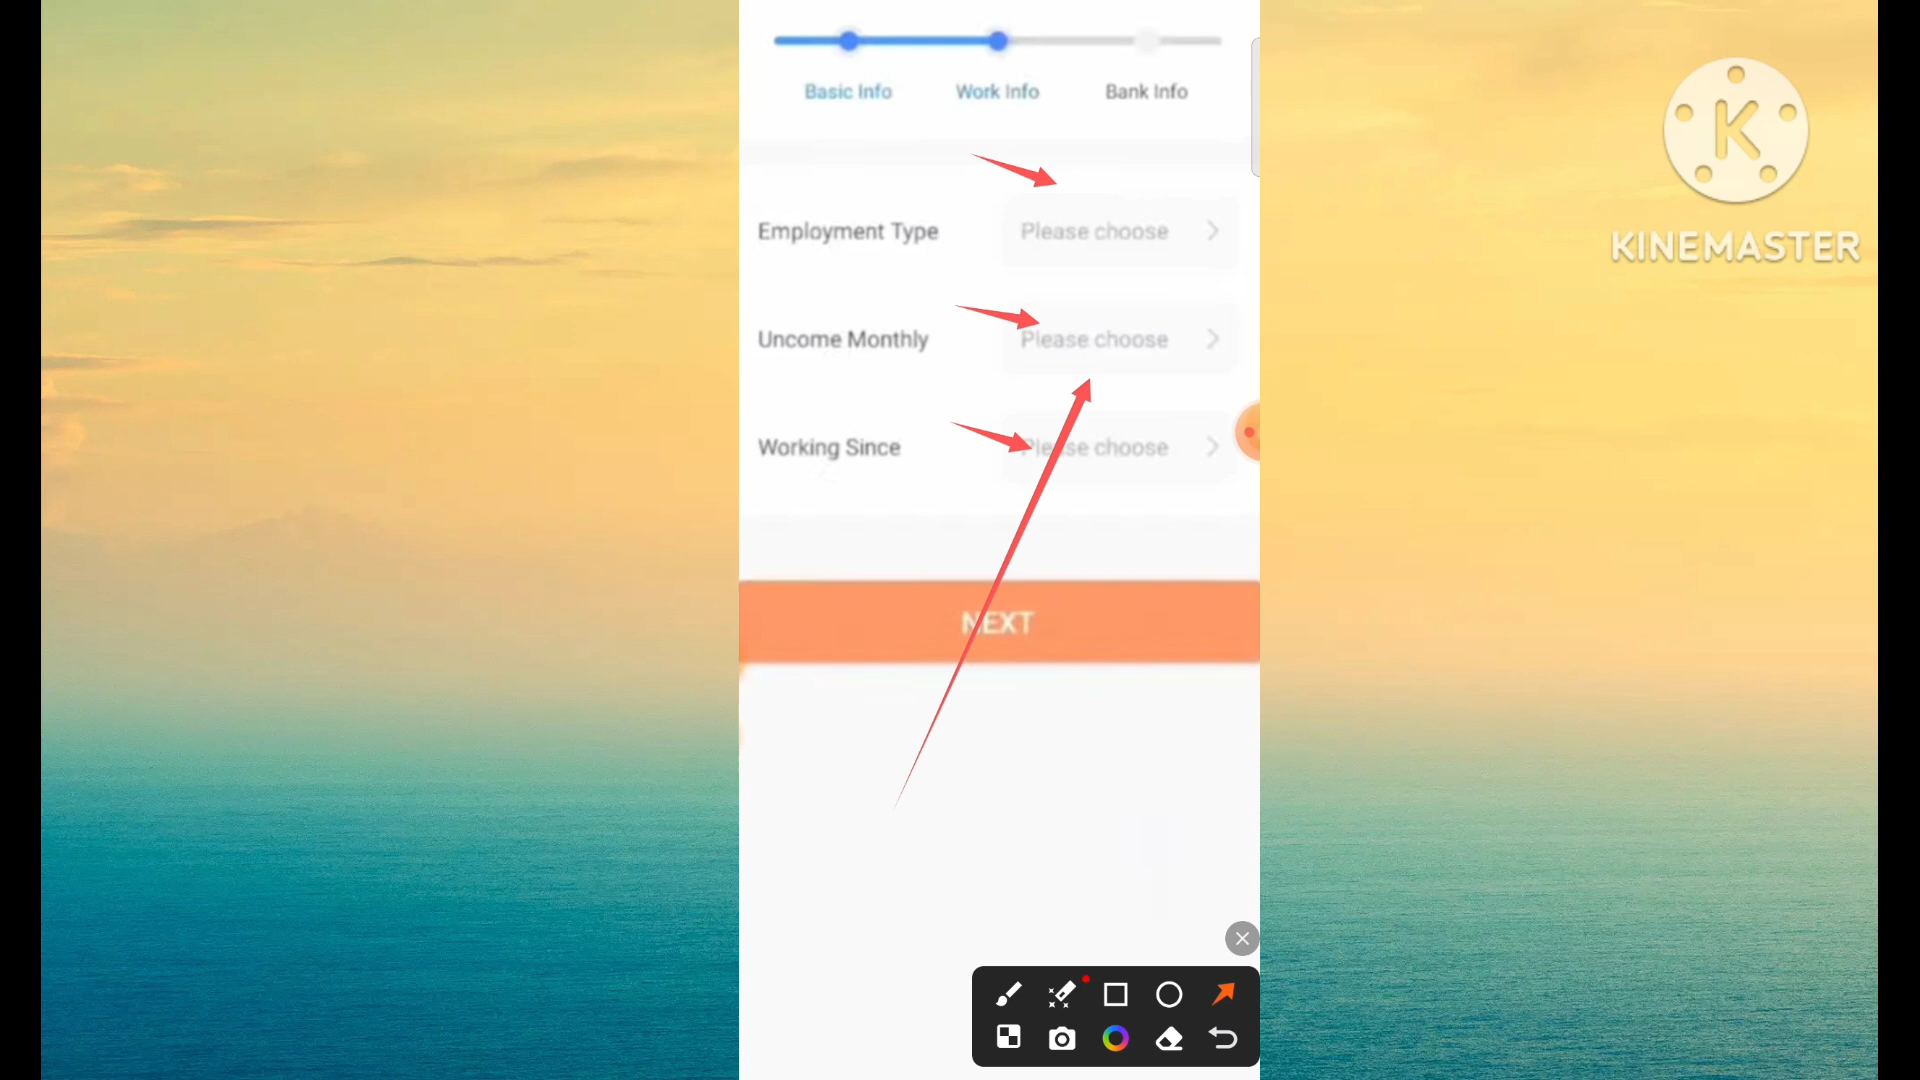 Basic Info
Work Info
Bank Info
Employment Type
Please choose
Uncome Monthly
Please choose
Working Since
Please choose
NEXT
K
KINEMASTER